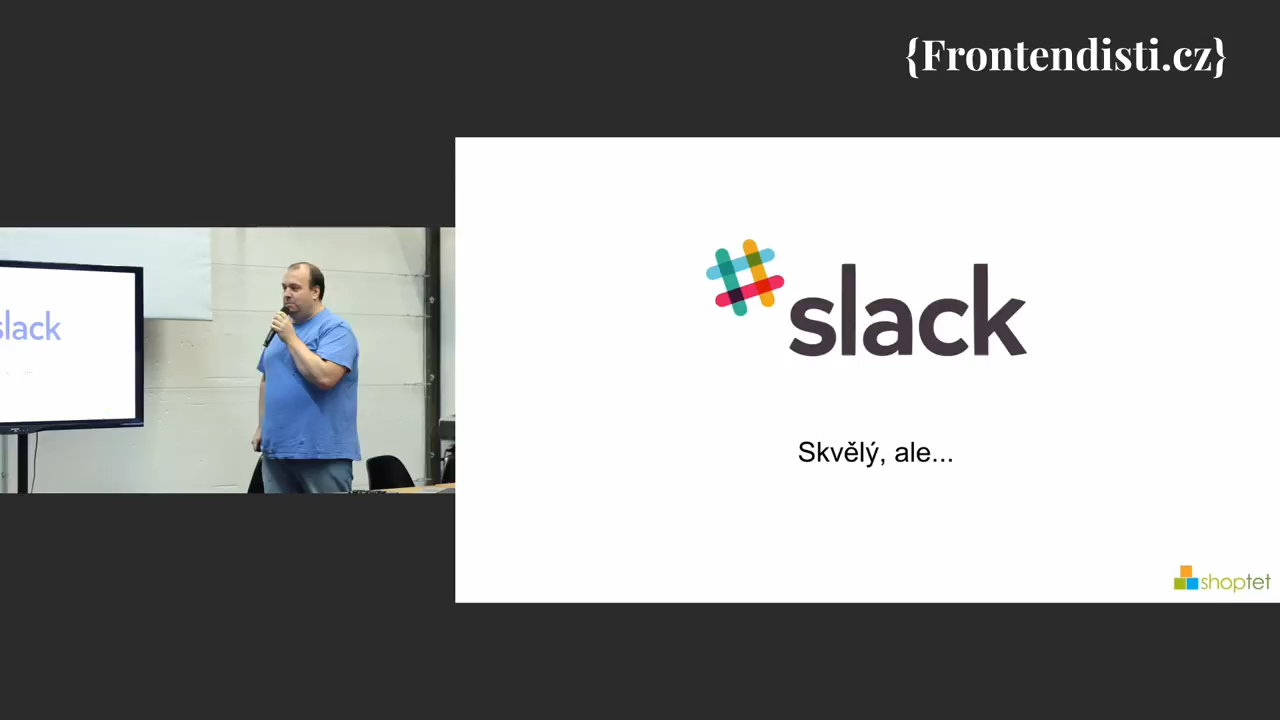 {Frontendisti.cz}
slack
slack
Skvělý, ale...
shoptet